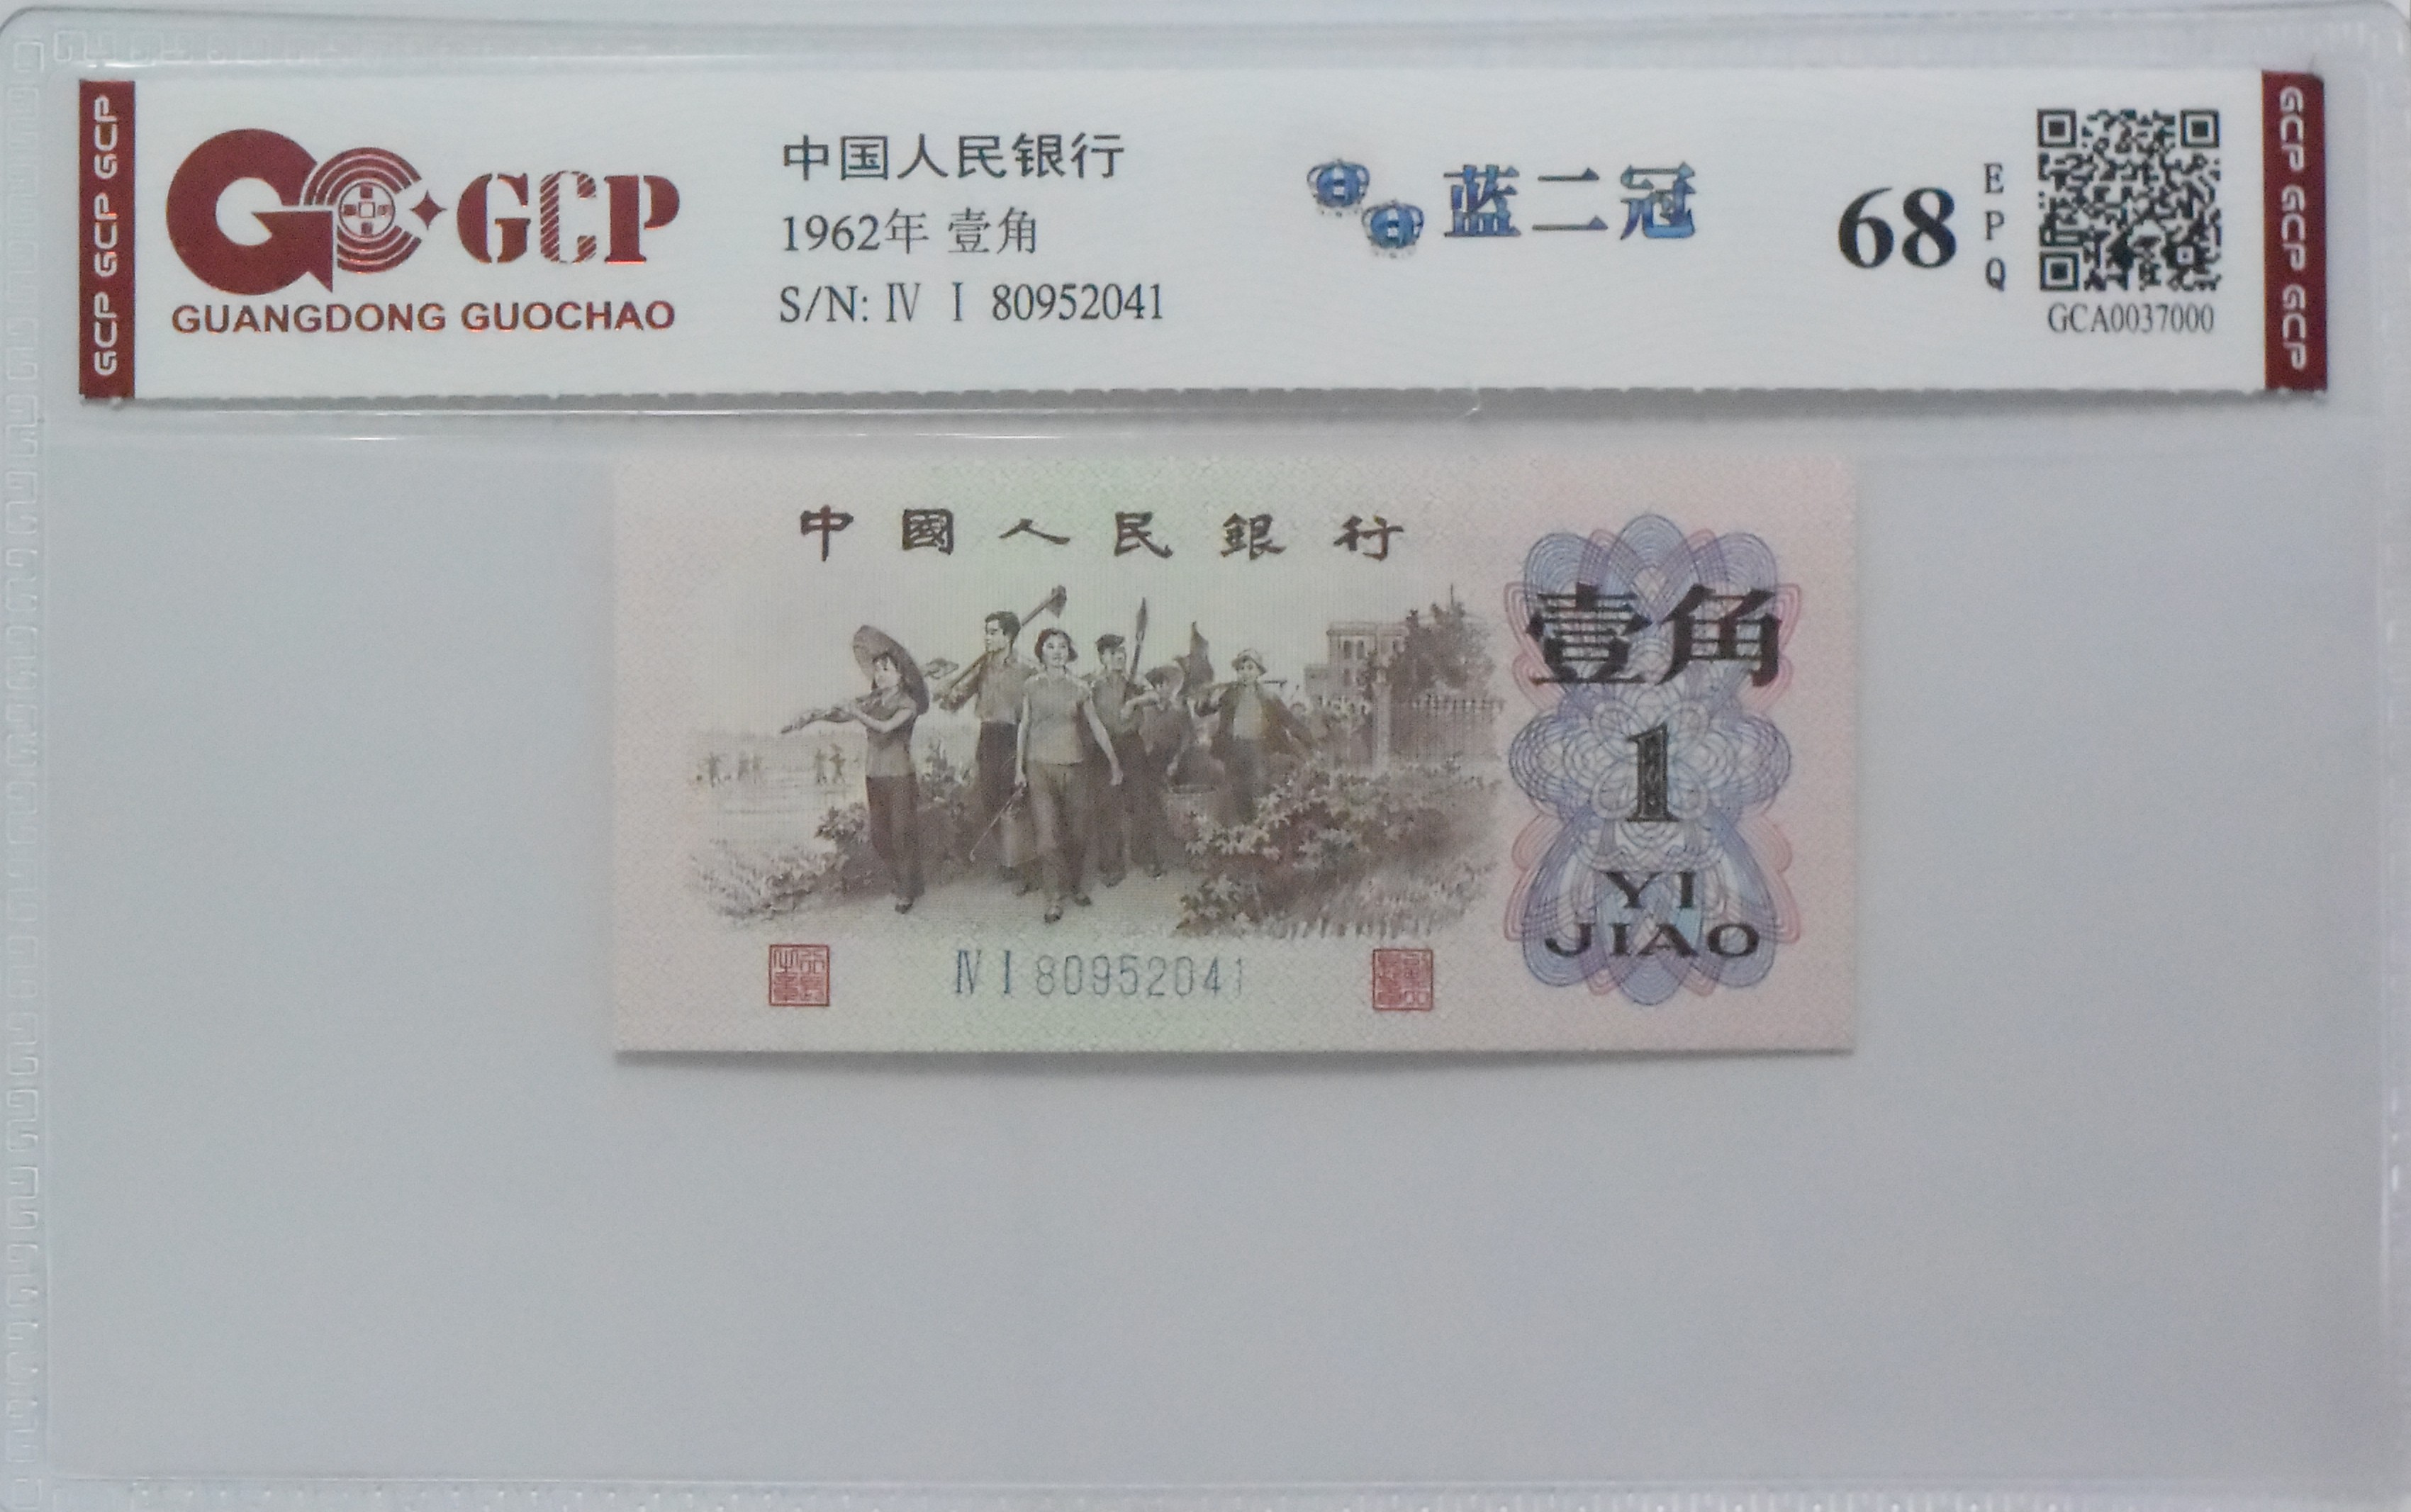 GCP GCP GCP
GCP
GUANGDONG GUOCHAO
中国人民银行
1962年 壹角
S/N: Ⅳ Ⅰ 80952041
蓝二冠
68
EPQ
GCA0037000
GCP GCP GCP
中國人民銀行
壹角
1
YI
JIAO
Ⅳ Ⅰ 80952041